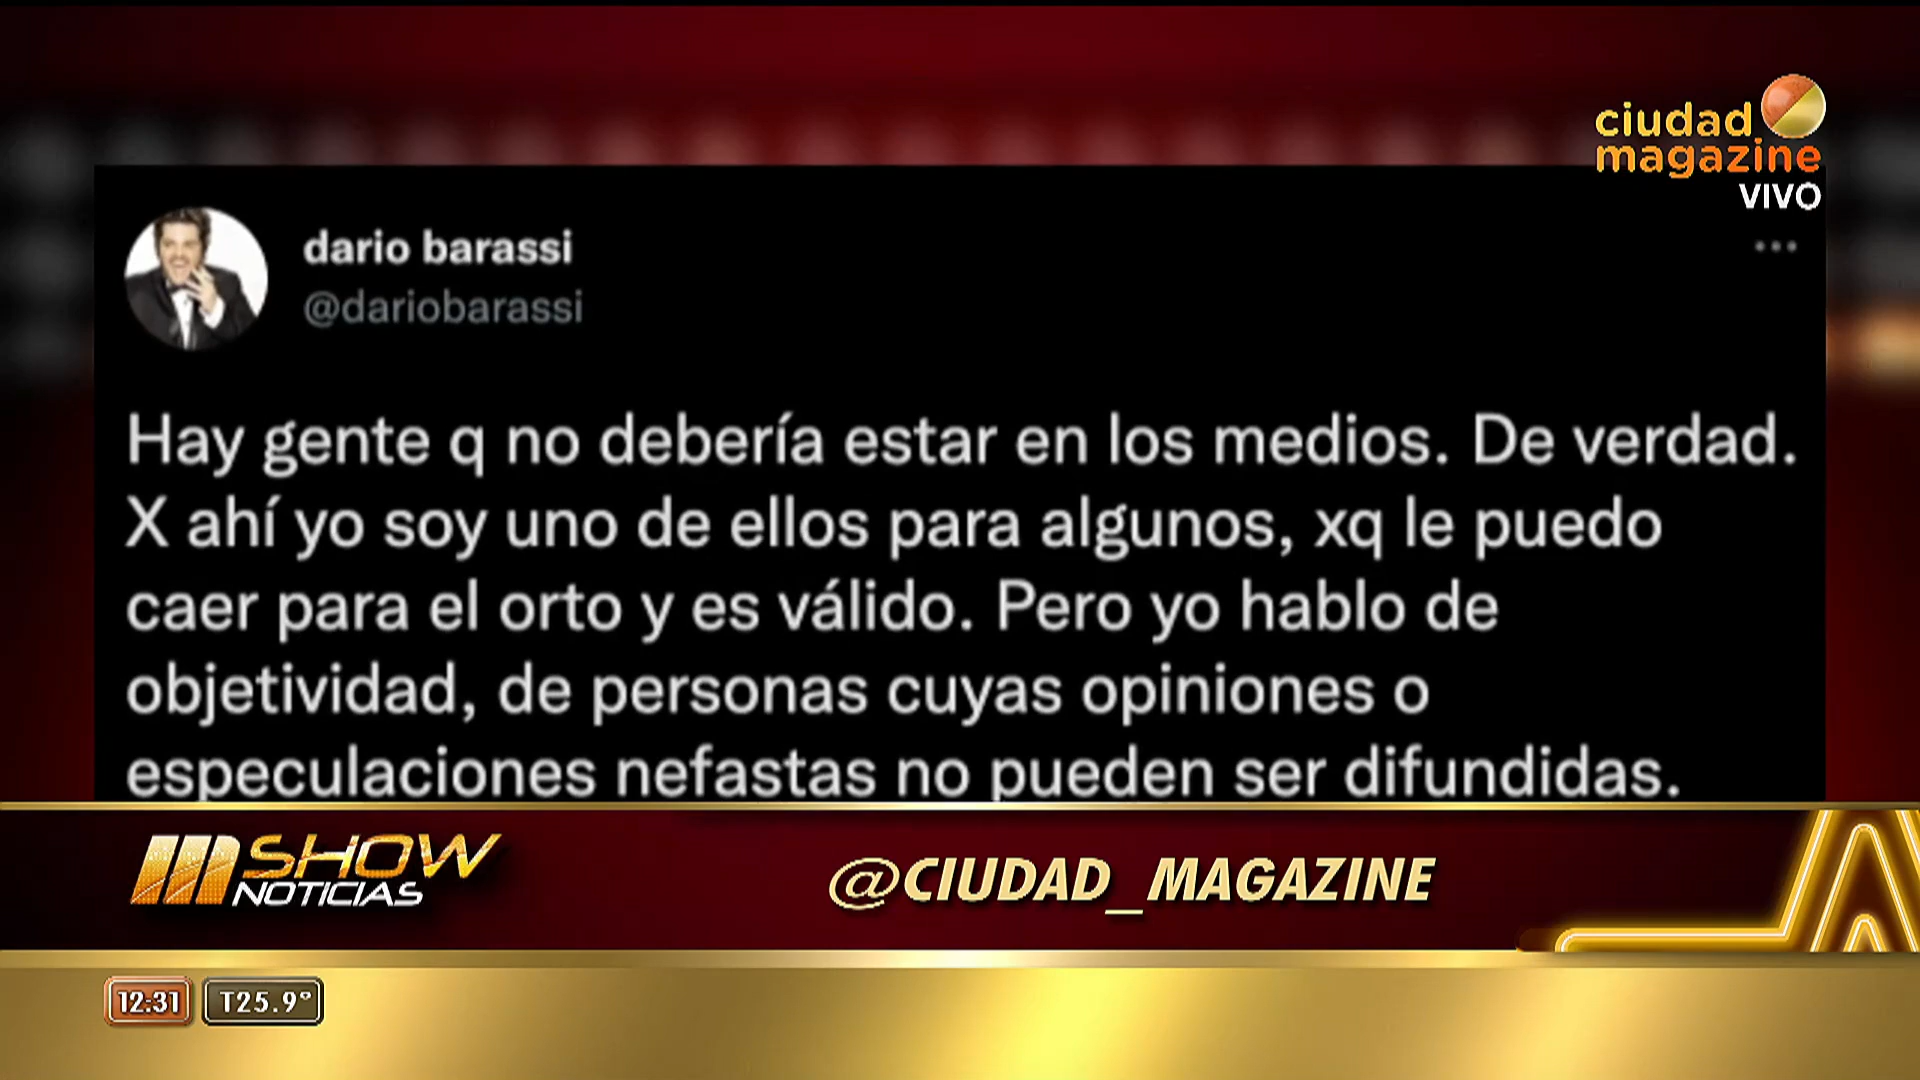 ciudad
magazine
VIVO
dario barassi
@dariobarassi
Hay gente q no debería estar en los medios. De verdad.
X ahí yo soy uno de ellos para algunos, xq le puedo
caer para el orto y es válido. Pero yo hablo de
objetividad, de personas cuyas opiniones o
especulaciones nefastas no pueden ser difundidas.
SHOW
NOTICIAS
@CIUDAD_MAGAZINE
12:31 T25.9°